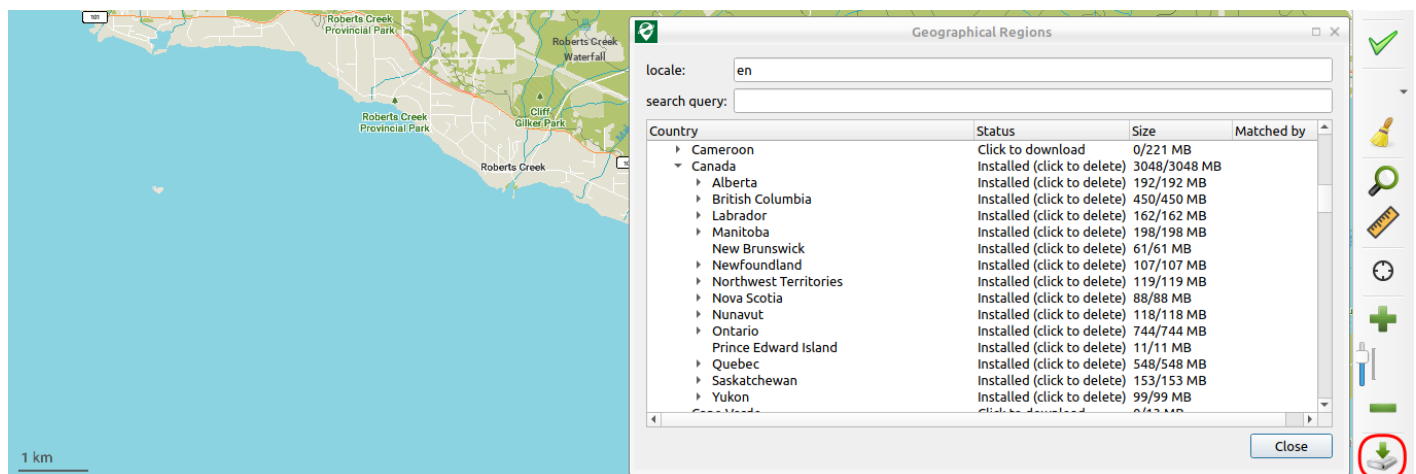 101
Roberts Creek
Provincial Park
Roberts Creek
Waterfall
Cliff
Gilker Park
Roberts Creek
Provincial Park
Roberts Creek
1 km
Geographical Regions
locale: en
search query:
Country Status Size Matched by
Cameroon Click to download 0/221 MB
Canada Installed (click to delete) 3048/3048 MB
Alberta Installed (click to delete) 192/192 MB
British Columbia Installed (click to delete) 450/450 MB
Labrador Installed (click to delete) 162/162 MB
Manitoba Installed (click to delete) 198/198 MB
New Brunswick Installed (click to delete) 61/61 MB
Newfoundland Installed (click to delete) 107/107 MB
Northwest Territories Installed (click to delete) 119/119 MB
Nova Scotia Installed (click to delete) 88/88 MB
Nunavut Installed (click to delete) 118/118 MB
Ontario Installed (click to delete) 744/744 MB
Prince Edward Island Installed (click to delete) 11/11 MB
Quebec Installed (click to delete) 548/548 MB
Saskatchewan Installed (click to delete) 153/153 MB
Yukon Installed (click to delete) 99/99 MB
Cape Verde Click to download 0/13 MB
Close